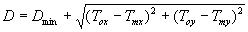 D = D_min + √((T_ox − T_mx)² + (T_oy − T_my)²)